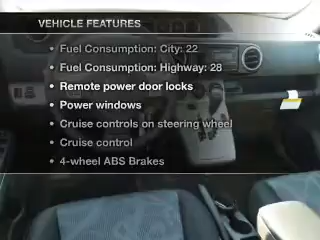 VEHICLE FEATURES
• Fuel Consumption: City: 22
• Fuel Consumption: Highway: 28
• Remote power door locks
• Power windows
• Cruise controls on steering wheel
• Cruise control
• 4-wheel ABS Brakes